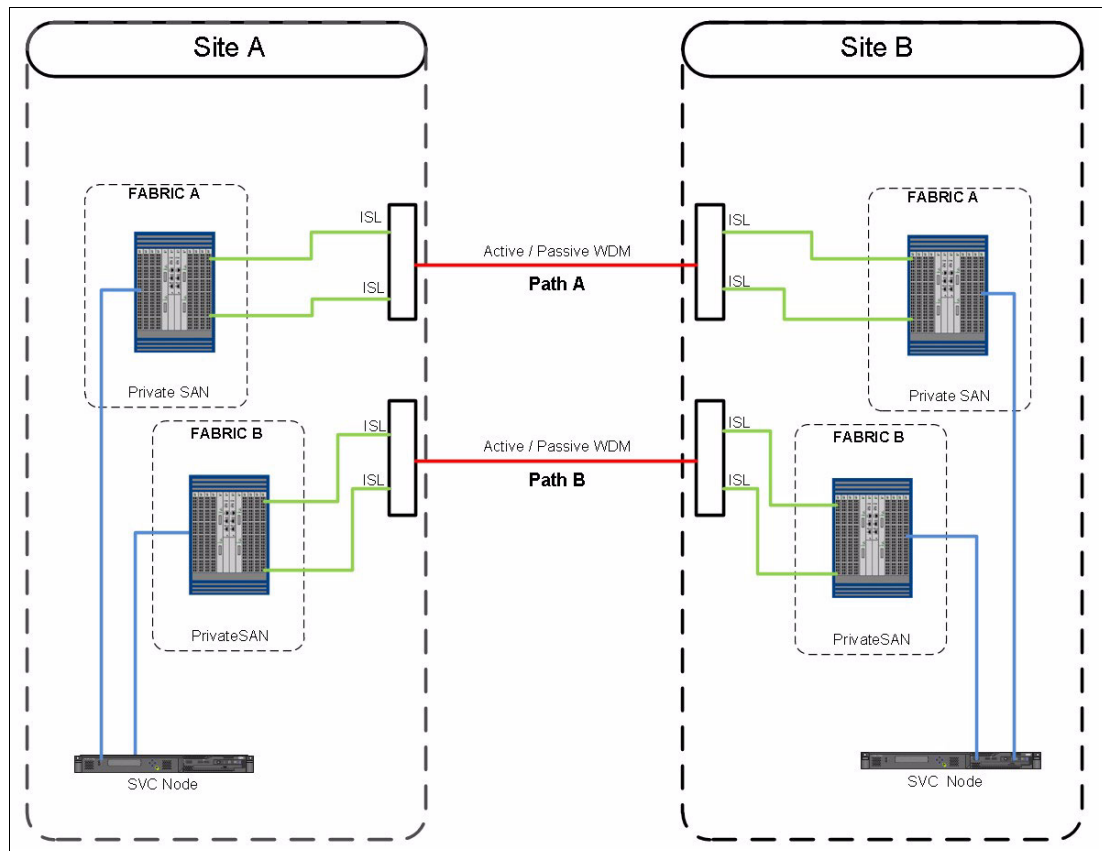 Site A
Site B
FABRIC A
FABRIC A
ISL
ISL
Active / Passive WDM
Path A
ISL
ISL
Private SAN
Private SAN
FABRIC B
FABRIC B
ISL
ISL
Active / Passive WDM
Path B
ISL
ISL
PrivateSAN
PrivateSAN
SVC Node
SVC Node